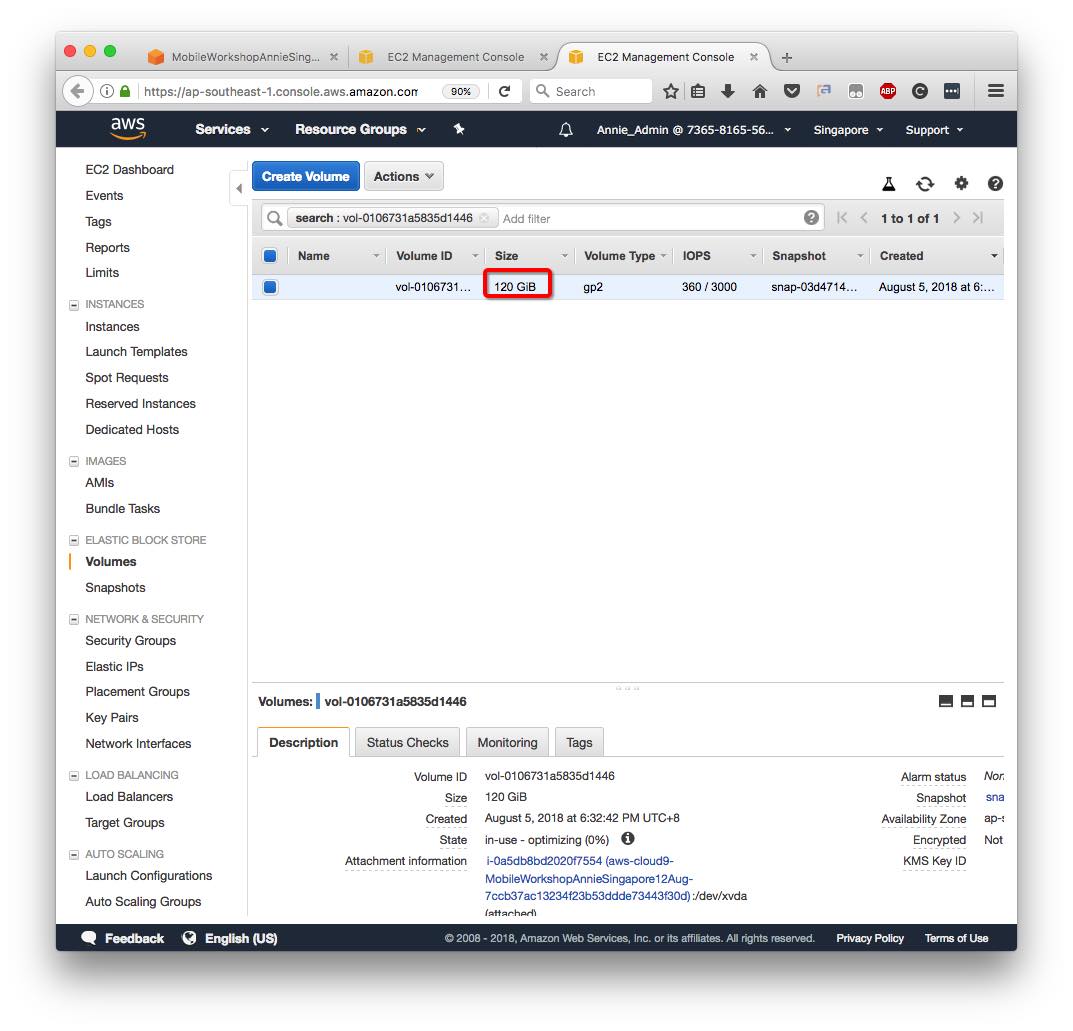 MobileWorkshopAnnieSing...
EC2 Management Console
EC2 Management Console
https://ap-southeast-1.console.aws.amazon.com
90%
Search
ABP
aws
Services
Resource Groups
Annie_Admin @ 7365-8165-56...
Singapore
Support
EC2 Dashboard
Events
Tags
Reports
Limits
INSTANCES
Instances
Launch Templates
Spot Requests
Reserved Instances
Dedicated Hosts
IMAGES
AMIs
Bundle Tasks
ELASTIC BLOCK STORE
Volumes
Snapshots
NETWORK & SECURITY
Security Groups
Elastic IPs
Placement Groups
Key Pairs
Network Interfaces
LOAD BALANCING
Load Balancers
Target Groups
AUTO SCALING
Launch Configurations
Auto Scaling Groups
Create Volume
Actions
search : vol-0106731a5835d1446
Add filter
1 to 1 of 1
Name Volume ID Size Volume Type IOPS Snapshot Created
vol-0106731... 120 GiB gp2 360 / 3000 snap-03d4714... August 5, 2018 at 6:...
Volumes: vol-0106731a5835d1446
Description
Status Checks
Monitoring
Tags
Volume ID vol-0106731a5835d1446
Size 120 GiB
Created August 5, 2018 at 6:32:42 PM UTC+8
State in-use - optimizing (0%)
Attachment information i-0a5db8bd2020f7554 (aws-cloud9-
MobileWorkshopAnnieSingapore12Aug-
7ccb37ac13234f23b53ddde73443f30d):/dev/xvda
(attached)
Alarm status Non
Snapshot sna
Availability Zone ap-s
Encrypted Not
KMS Key ID
Feedback
English (US)
© 2008 - 2018, Amazon Web Services, Inc. or its affiliates. All rights reserved.
Privacy Policy
Terms of Use